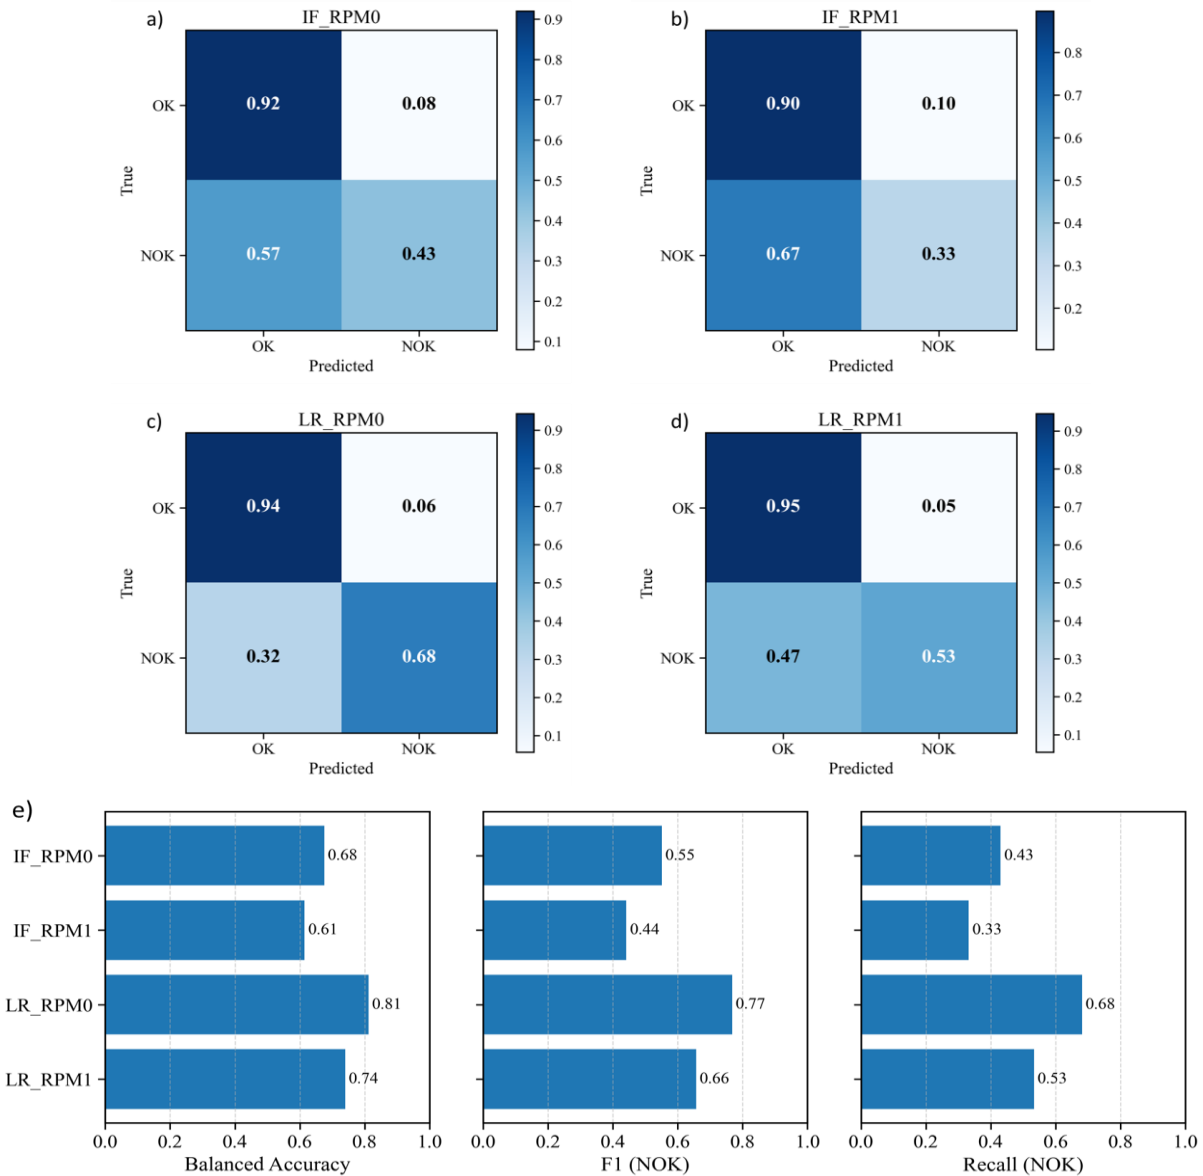 a) IF_RPM0
OK 0.92 0.08
NOK 0.57 0.43
True
OK NOK
Predicted
0.9
0.8
0.7
0.6
0.5
0.4
0.3
0.2
0.1
b) IF_RPM1
OK 0.90 0.10
NOK 0.67 0.33
True
OK NOK
Predicted
0.8
0.7
0.6
0.5
0.4
0.3
0.2
c) LR_RPM0
OK 0.94 0.06
NOK 0.32 0.68
True
OK NOK
Predicted
0.9
0.8
0.7
0.6
0.5
0.4
0.3
0.2
0.1
d) LR_RPM1
OK 0.95 0.05
NOK 0.47 0.53
True
OK NOK
Predicted
0.9
0.8
0.7
0.6
0.5
0.4
0.3
0.2
0.1
e)
IF_RPM0 0.68 0.55 0.43
IF_RPM1 0.61 0.44 0.33
LR_RPM0 0.81 0.77 0.68
LR_RPM1 0.74 0.66 0.53
0.0 0.2 0.4 0.6 0.8 1.0 0.0 0.2 0.4 0.6 0.8 1.0 0.0 0.2 0.4 0.6 0.8 1.0
Balanced Accuracy F1 (NOK) Recall (NOK)